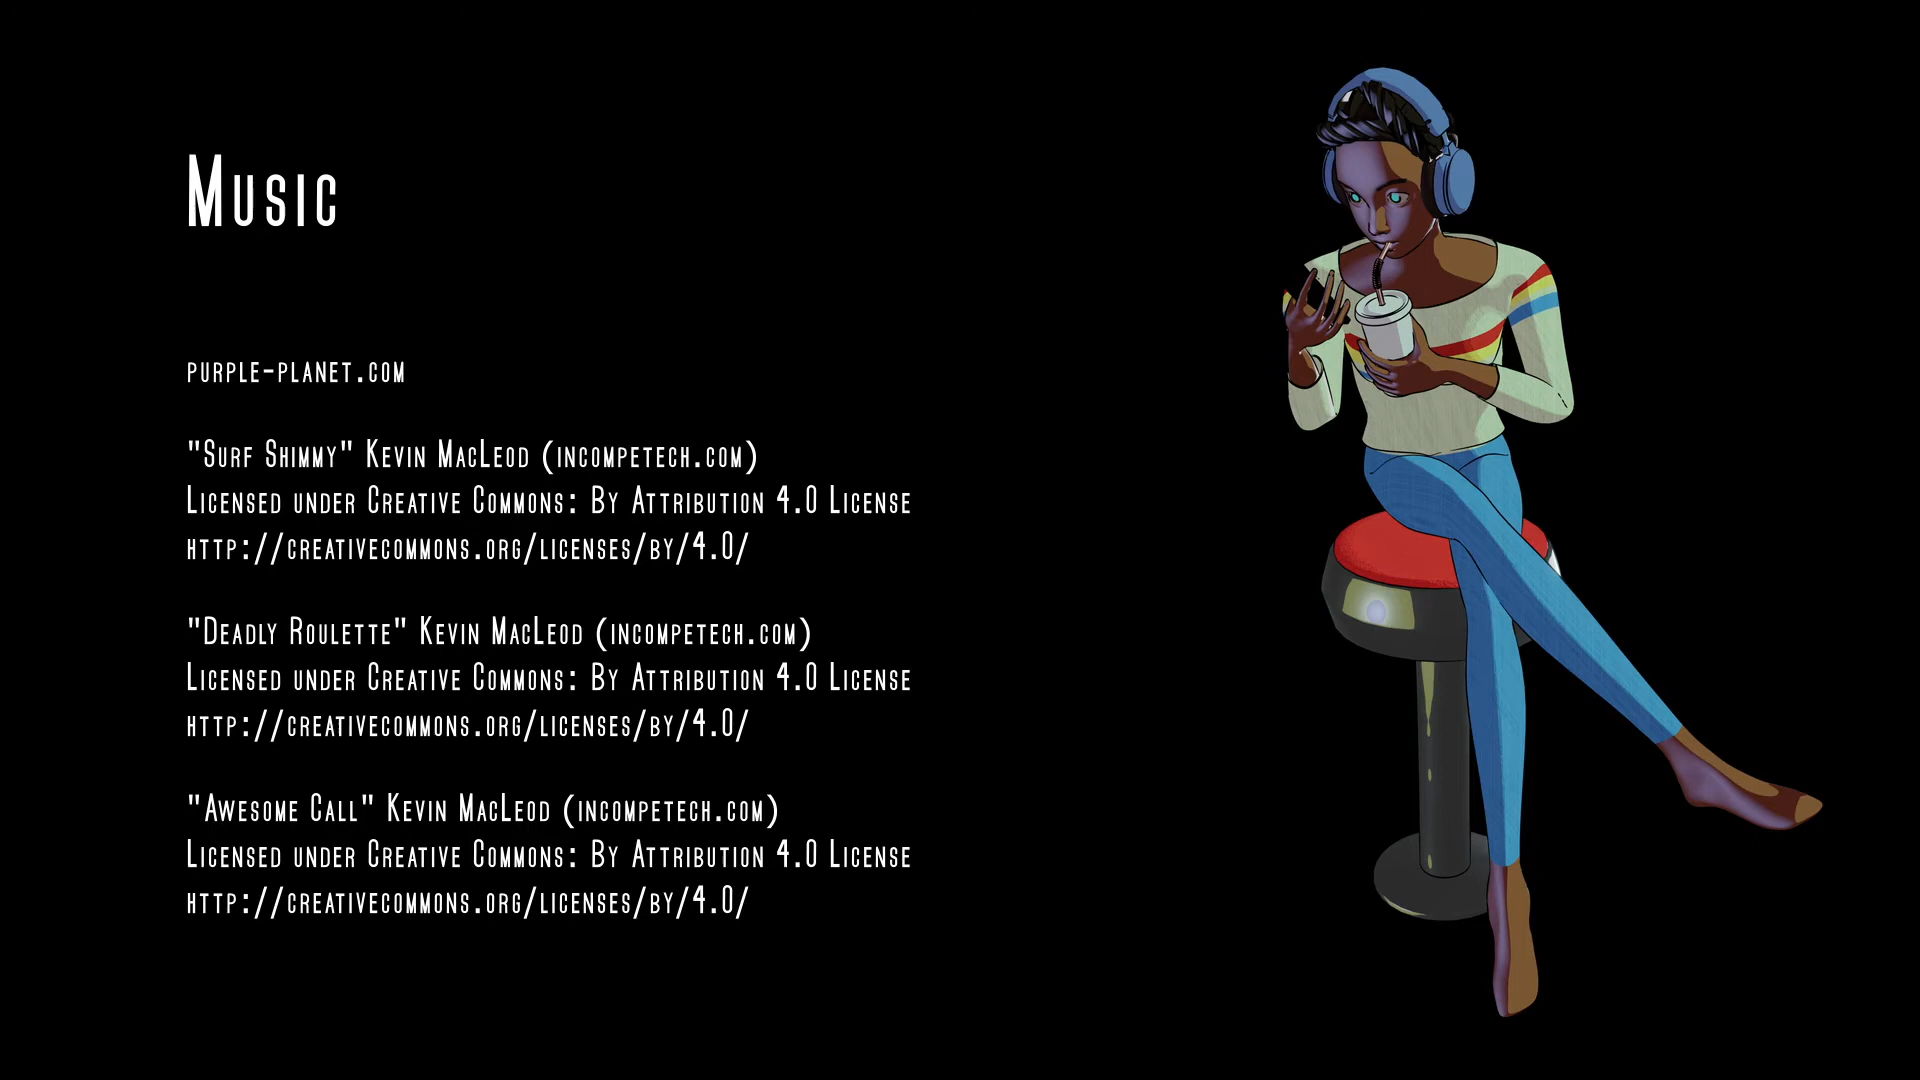 Music
purple-planet.com
"Surf Shimmy" Kevin MacLeod (incompetech.com)
Licensed under Creative Commons: By Attribution 4.0 License
http://creativecommons.org/licenses/by/4.0/
"Deadly Roulette" Kevin MacLeod (incompetech.com)
Licensed under Creative Commons: By Attribution 4.0 License
http://creativecommons.org/licenses/by/4.0/
"Awesome Call" Kevin MacLeod (incompetech.com)
Licensed under Creative Commons: By Attribution 4.0 License
http://creativecommons.org/licenses/by/4.0/